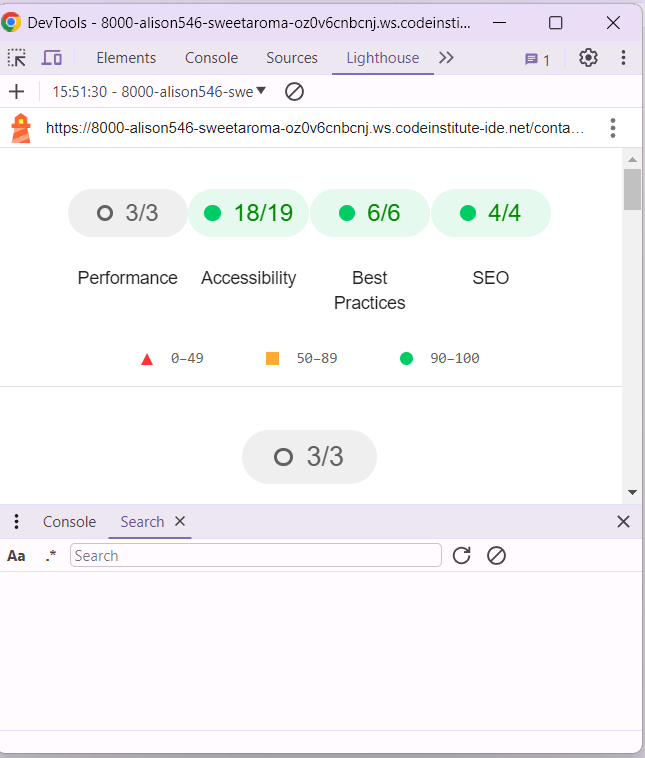 DevTools - 8000-alison546-sweetaroma-oz0v6cnbcnj.ws.codeinsti...
Elements Console Sources Lighthouse 1
15:51:30 - 8000-alison546-swe
https://8000-alison546-sweetaroma-oz0v6cnbcnj.ws.codeinstitute-ide.net/conta...
3/3 18/19 6/6 4/4
Performance Accessibility Best Practices SEO
0–49 50–89 90–100
3/3
Console Search
Aa .* Search